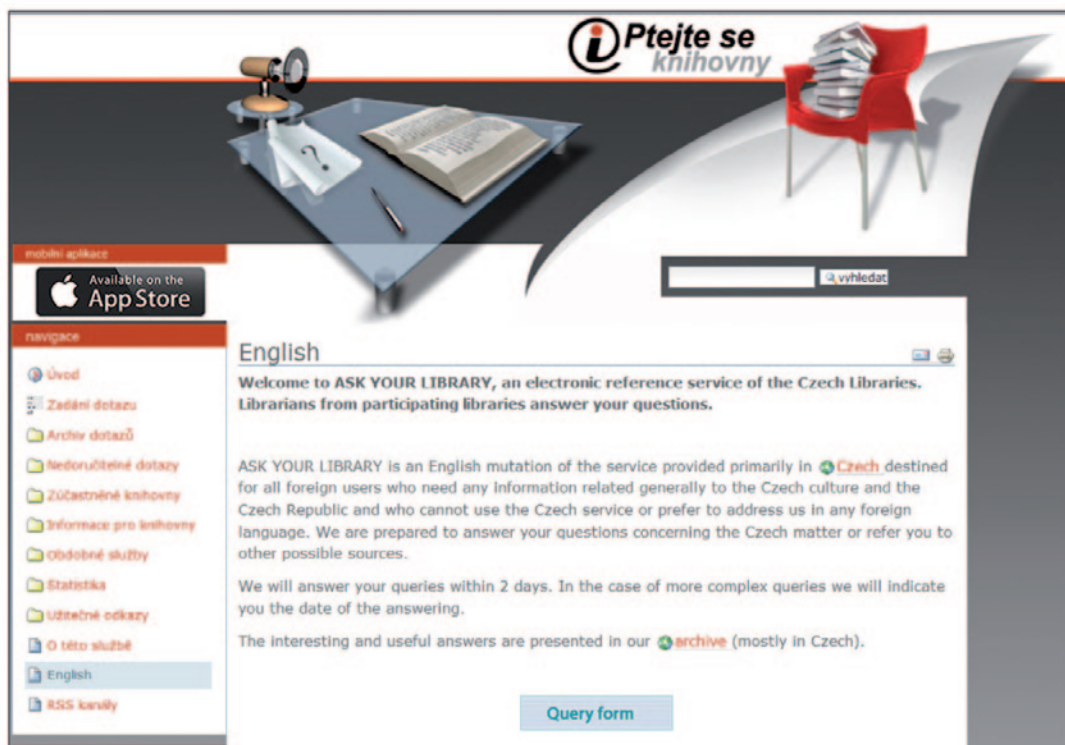 Ptejte se
knihovny
mobilní aplikace
Available on the
App Store
vyhledat
navigace
Úvod
Zadání dotazu
Archiv dotazů
Nedoručitelné dotazy
Zúčastněné knihovny
Informace pro knihovny
Obdobné služby
Statistika
Užitečné odkazy
O této službě
English
RSS kanály
English
Welcome to ASK YOUR LIBRARY, an electronic reference service of the Czech Libraries.
Librarians from participating libraries answer your questions.
ASK YOUR LIBRARY is an English mutation of the service provided primarily in Czech destined
for all foreign users who need any information related generally to the Czech culture and the
Czech Republic and who cannot use the Czech service or prefer to address us in any foreign
language. We are prepared to answer your questions concerning the Czech matter or refer you to
other possible sources.
We will answer your queries within 2 days. In the case of more complex queries we will indicate
you the date of the answering.
The interesting and useful answers are presented in our archive (mostly in Czech).
Query form